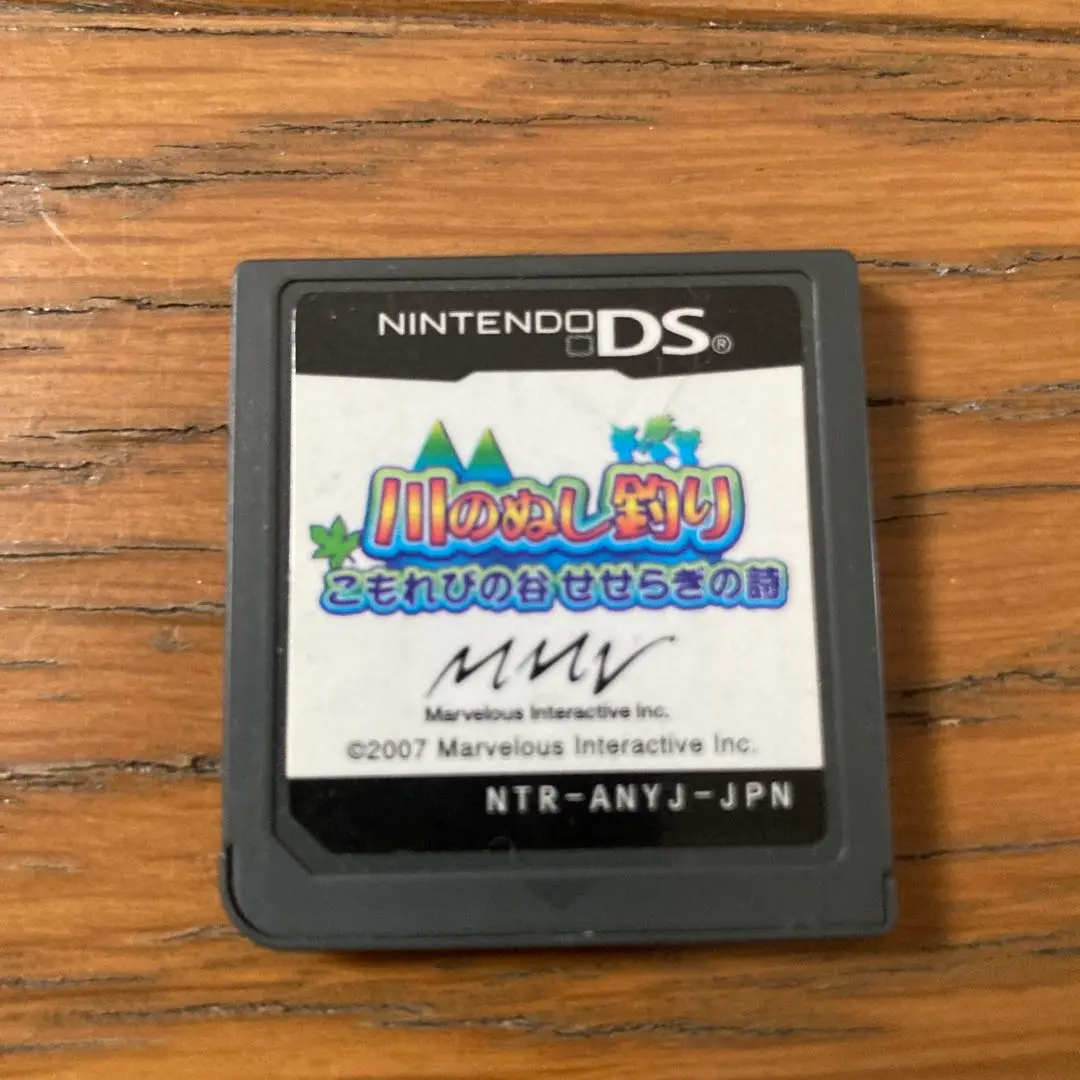 NINTENDO DS®
川のぬし釣り
こもれびの谷 せせらぎの詩
MMV
Marvelous Interactive Inc.
©2007 Marvelous Interactive Inc.
NTR-ANYJ-JPN